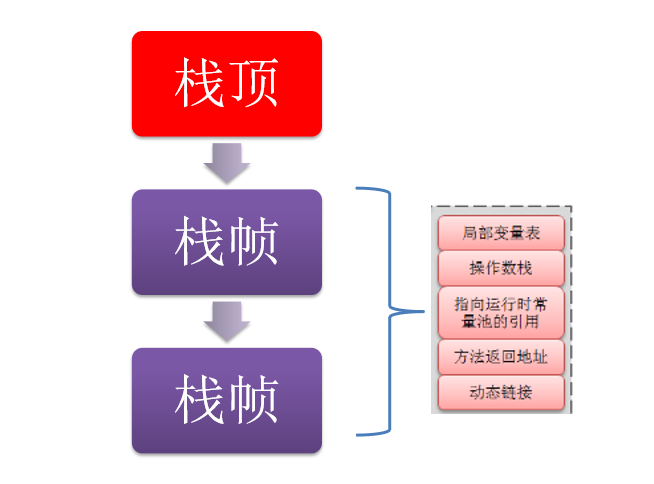 栈顶
栈帧
栈帧
局部变量表
操作数栈
指向运行时常
量池的引用
方法返回地址
动态链接